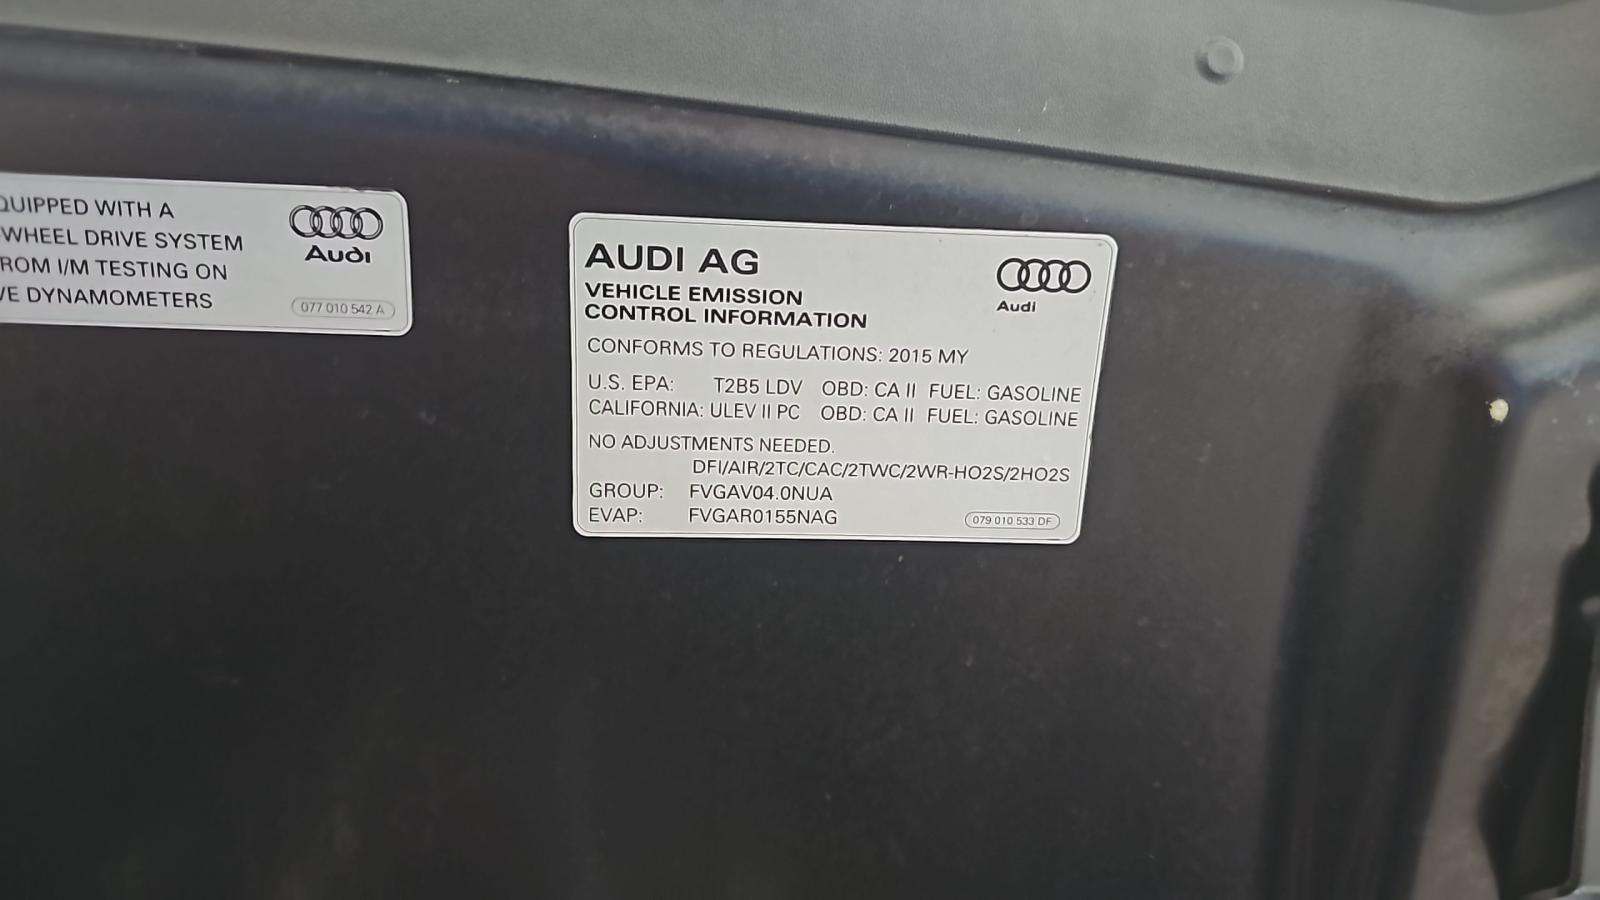 QUIPPED WITH A
WHEEL DRIVE SYSTEM
ROM I/M TESTING ON
VE DYNAMOMETERS
Audi
077 010 542 A
AUDI AG
VEHICLE EMISSION
CONTROL INFORMATION
Audi
CONFORMS TO REGULATIONS: 2015 MY
U.S. EPA: T2B5 LDV OBD: CA II FUEL: GASOLINE
CALIFORNIA: ULEV II PC OBD: CA II FUEL: GASOLINE
NO ADJUSTMENTS NEEDED.
DFI/AIR/2TC/CAC/2TWC/2WR-HO2S/2HO2S
GROUP: FVGAV04.0NUA
EVAP: FVGAR0155NAG
079 010 533 DF